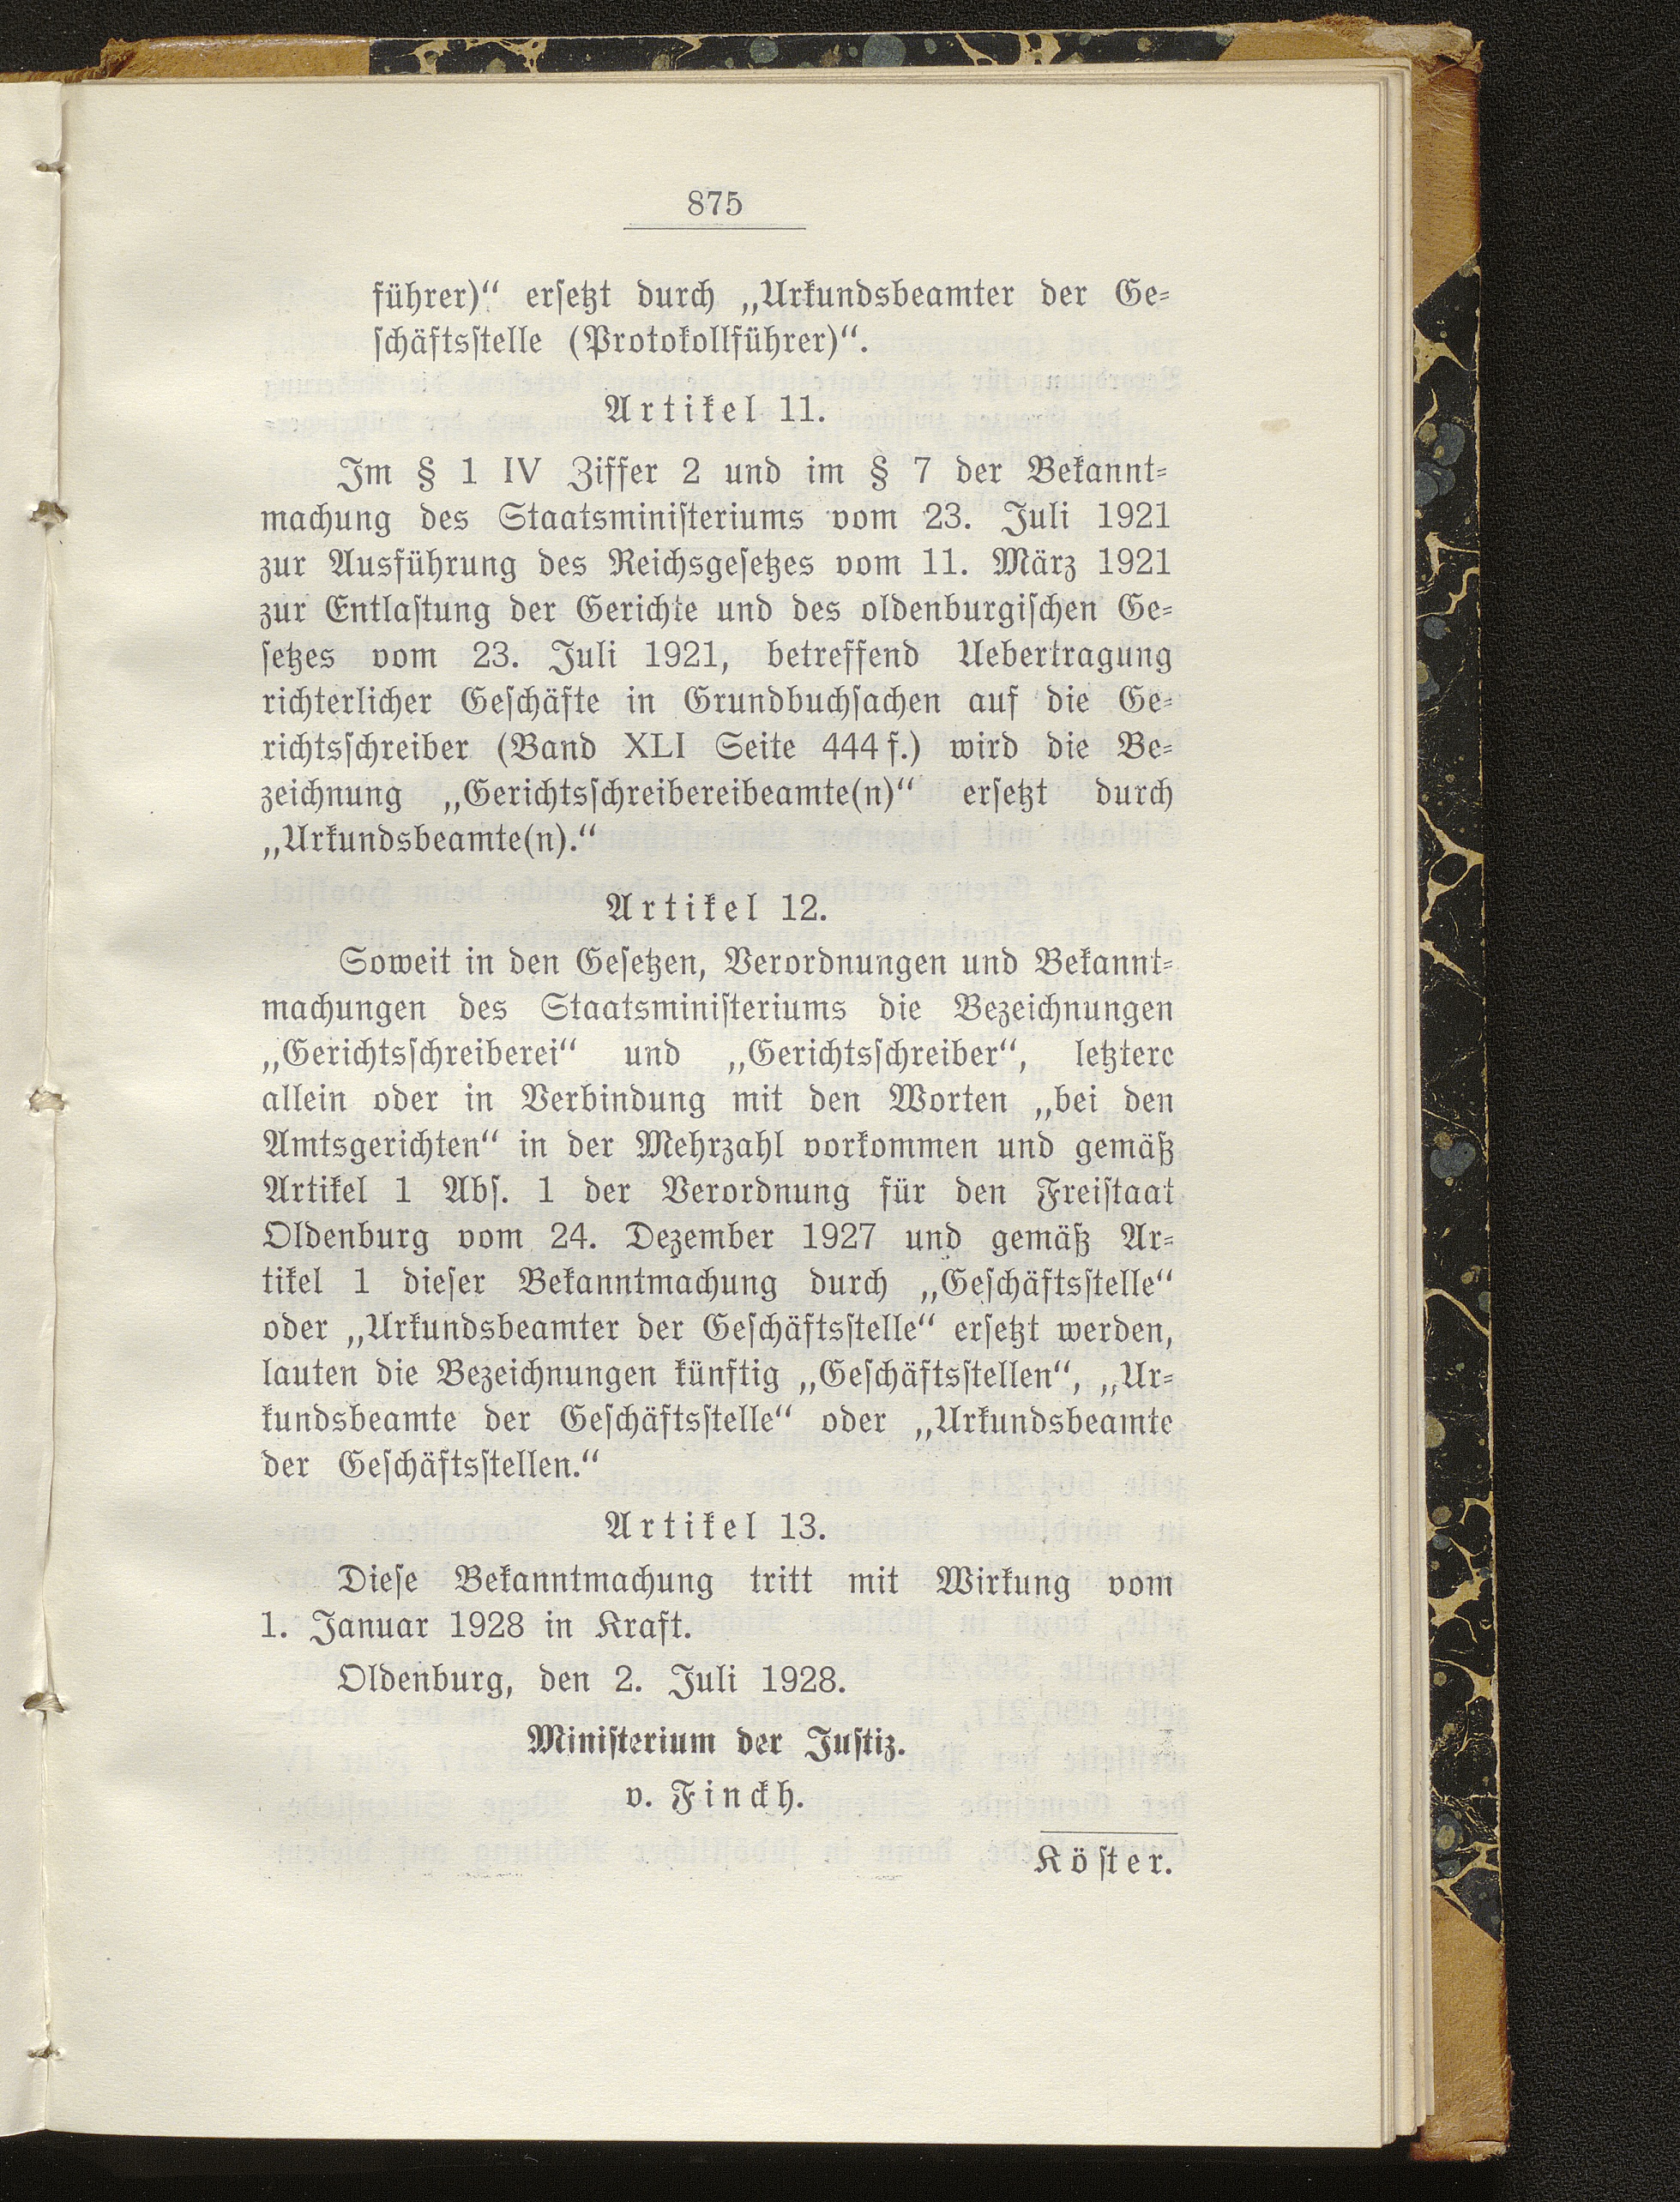 875
führer)“ ersetzt durch „Urkundsbeamter der Ge-
schäftsstelle (Protokollführer)“.
Artikel 11.
Im § 1 IV Ziffer 2 und im § 7 der Bekannt-
machung des Staatsministeriums vom 23. Juli 1921
zur Ausführung des Reichsgesetzes vom 11. März 1921
zur Entlastung der Gerichte und des oldenburgischen Ge-
setzes vom 23. Juli 1921, betreffend Uebertragung
richterlicher Geschäfte in Grundbuchsachen auf die Ge-
richtsschreiber (Band XLI Seite 444 f.) wird die Be-
zeichnung „Gerichtsschreibereibeamte(n)“ ersetzt durch
„Urkundsbeamte(n).“
Artikel 12.
Soweit in den Gesetzen, Verordnungen und Bekannt-
machungen des Staatsministeriums die Bezeichnungen
„Gerichtsschreiberei“ und „Gerichtsschreiber“, letztere
allein oder in Verbindung mit den Worten „bei den
Amtsgerichten“ in der Mehrzahl vorkommen und gemäß
Artikel 1 Abs. 1 der Verordnung für den Freistaat
Oldenburg vom 24. Dezember 1927 und gemäß Ar-
tikel 1 dieser Bekanntmachung durch „Geschäftsstelle“
oder „Urkundsbeamter der Geschäftsstelle“ ersetzt werden,
lauten die Bezeichnungen künftig „Geschäftsstellen“, „Ur-
kundsbeamte der Geschäftsstelle“ oder „Urkundsbeamte
der Geschäftsstellen.“
Artikel 13.
Diese Bekanntmachung tritt mit Wirkung vom
1. Januar 1928 in Kraft.
Oldenburg, den 2. Juli 1928.
Ministerium der Justiz.
v. Finckh.
Köster.